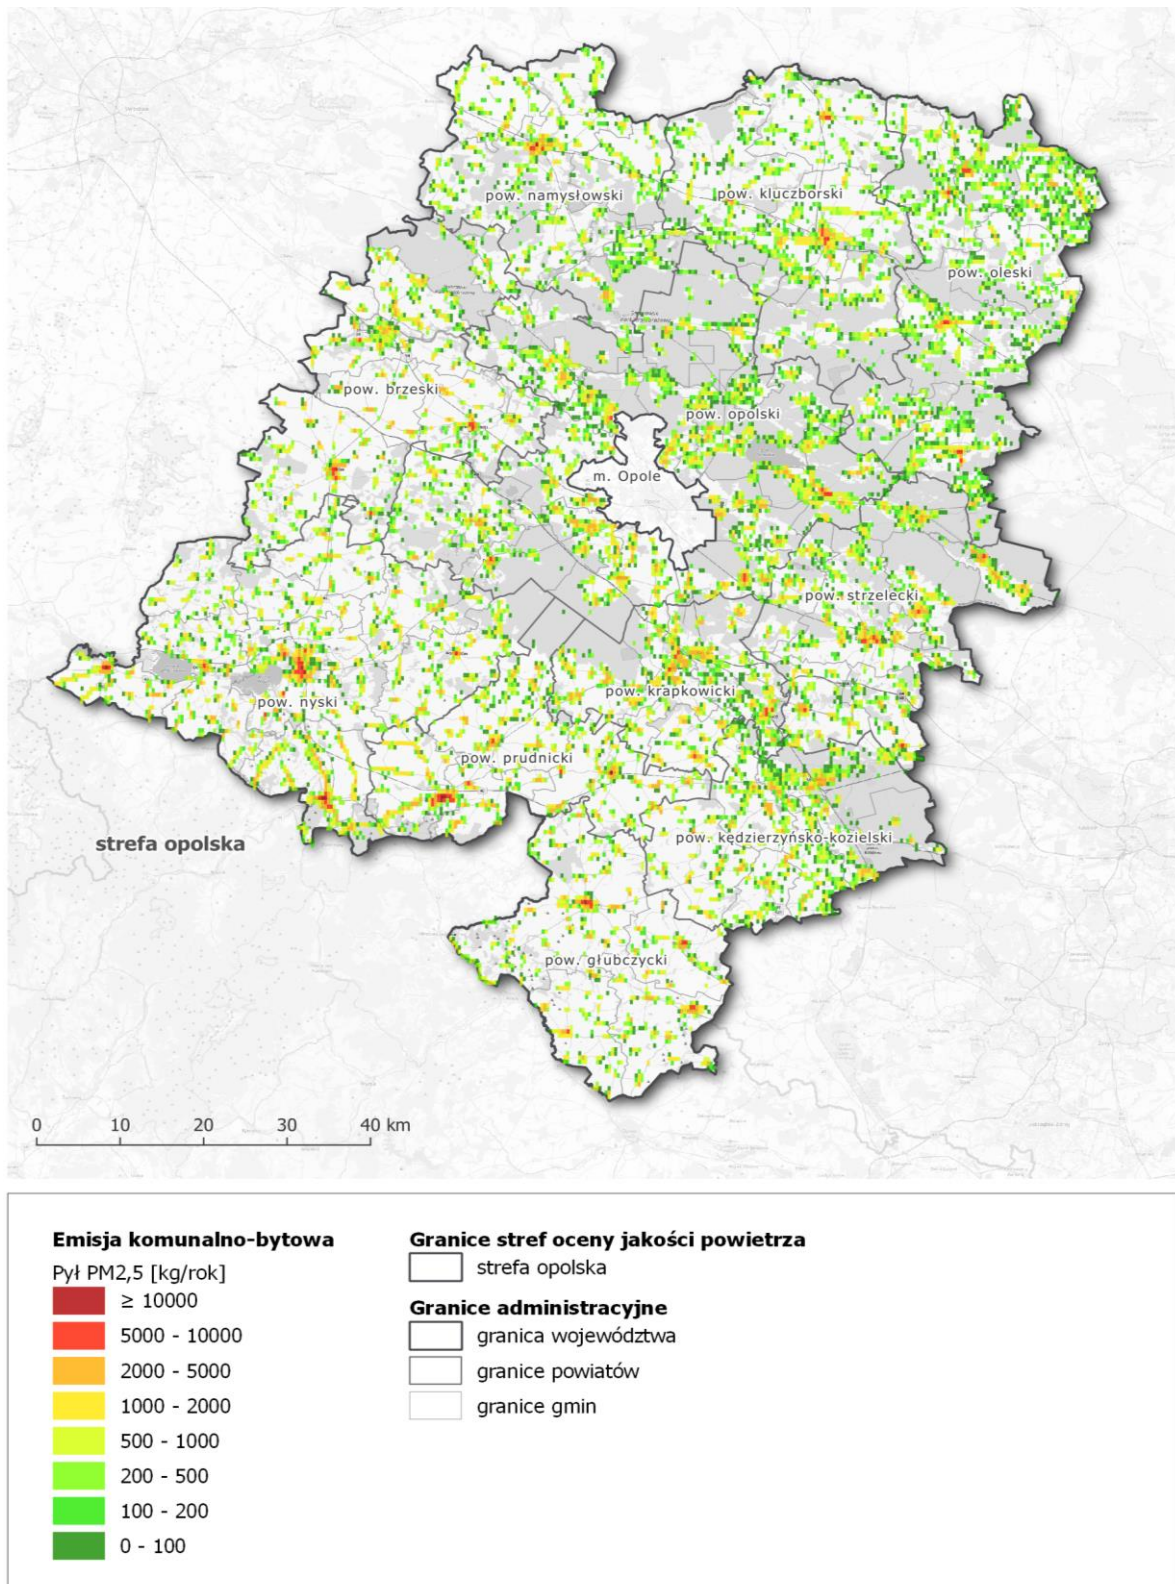 pow. namysłowski
pow. kluczborski
pow. oleski
pow. brzeski
pow. opolski
m. Opole
pow. strzelecki
pow. krapkowicki
pow. nyski
pow. prudnicki
pow. kędzierzyńsko-kozielski
strefa opolska
pow. głubczycki
0 10 20 30 40 km
Emisja komunalno-bytowa
Pył PM2,5 [kg/rok]
≥ 10000
5000 - 10000
2000 - 5000
1000 - 2000
500 - 1000
200 - 500
100 - 200
0 - 100
Granice stref oceny jakości powietrza
strefa opolska
Granice administracyjne
granica województwa
granice powiatów
granice gmin